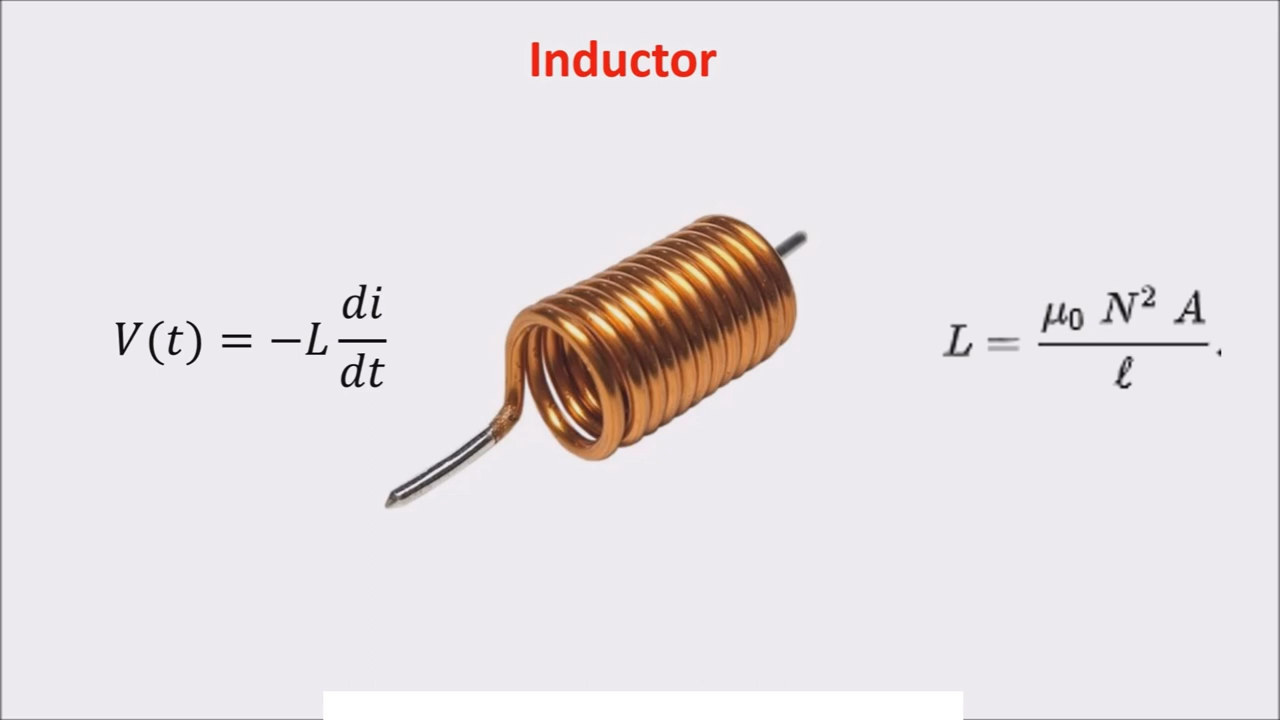 Inductor
V(t) = −L di/dt
L = μ₀ N² A / ℓ.